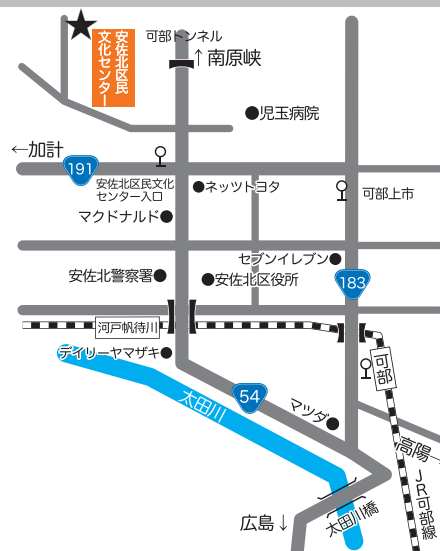 安佐北区民
文化センター
可部トンネル
↑南原峡
児玉病院
←加計
191
安佐北区民文化
センター入口
ネッツトヨタ
可部上市
マクドナルド
セブンイレブン
安佐北警察署
安佐北区役所
183
河戸帆待川
デイリーヤマザキ
可部
54
太田川
マツダ
高陽→
JR可部線
広島↓
太田川橋